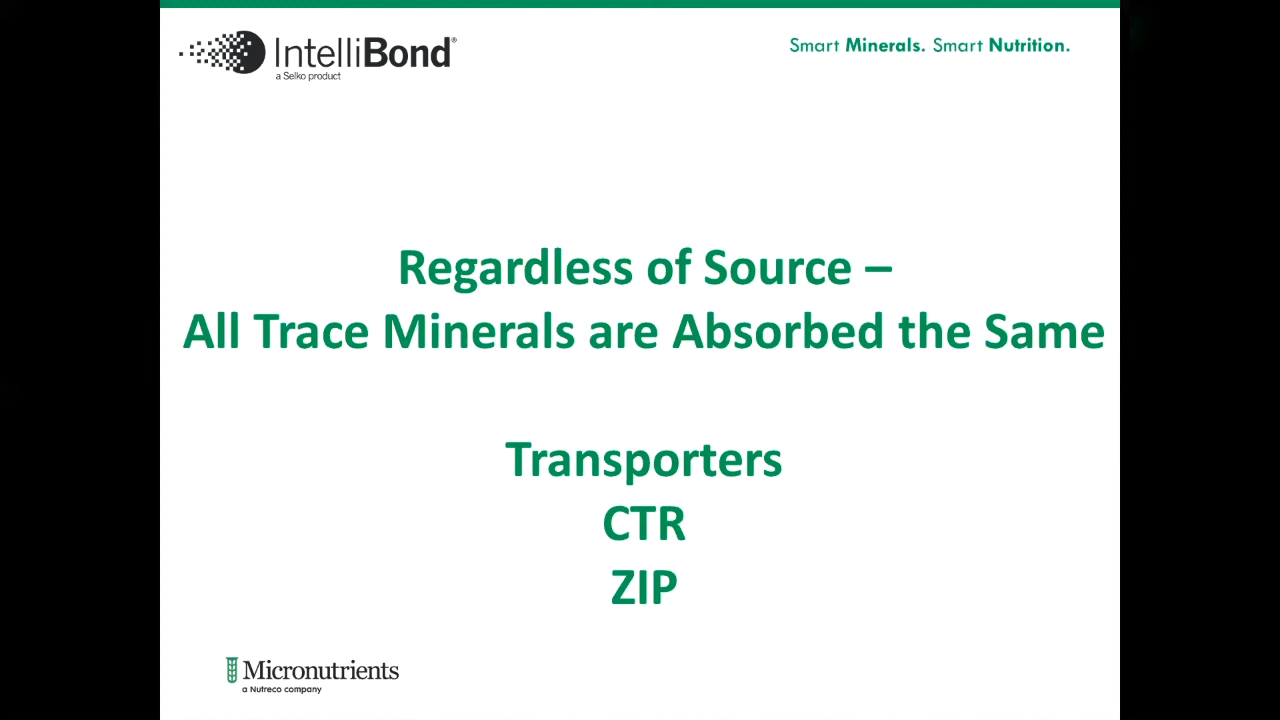 IntelliBond®
a Selko product
Smart Minerals. Smart Nutrition.
Regardless of Source –
All Trace Minerals are Absorbed the Same
Transporters
CTR
ZIP
Micronutrients
a Nutreco company